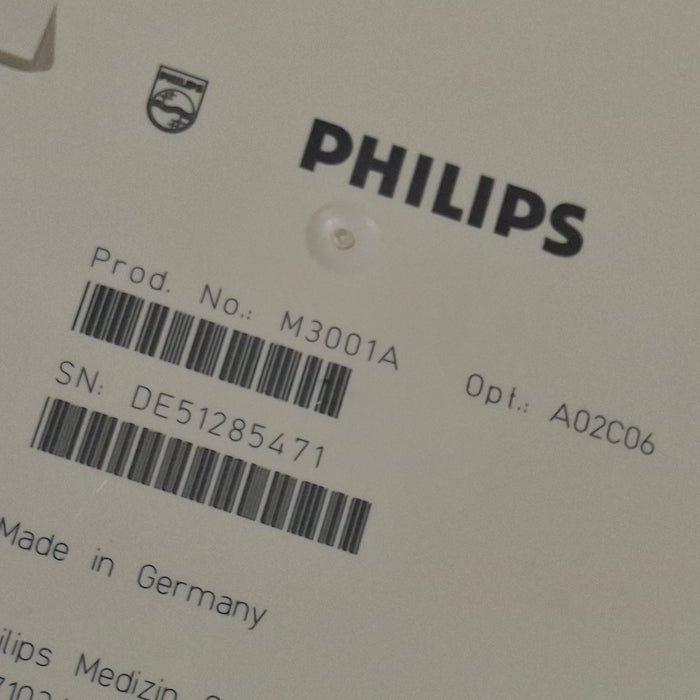 PHILIPS
PHILIPS
Prod. No.: M3001A Opt.: A02C06
SN: DE51285471
Made in Germany
ilips Medizin